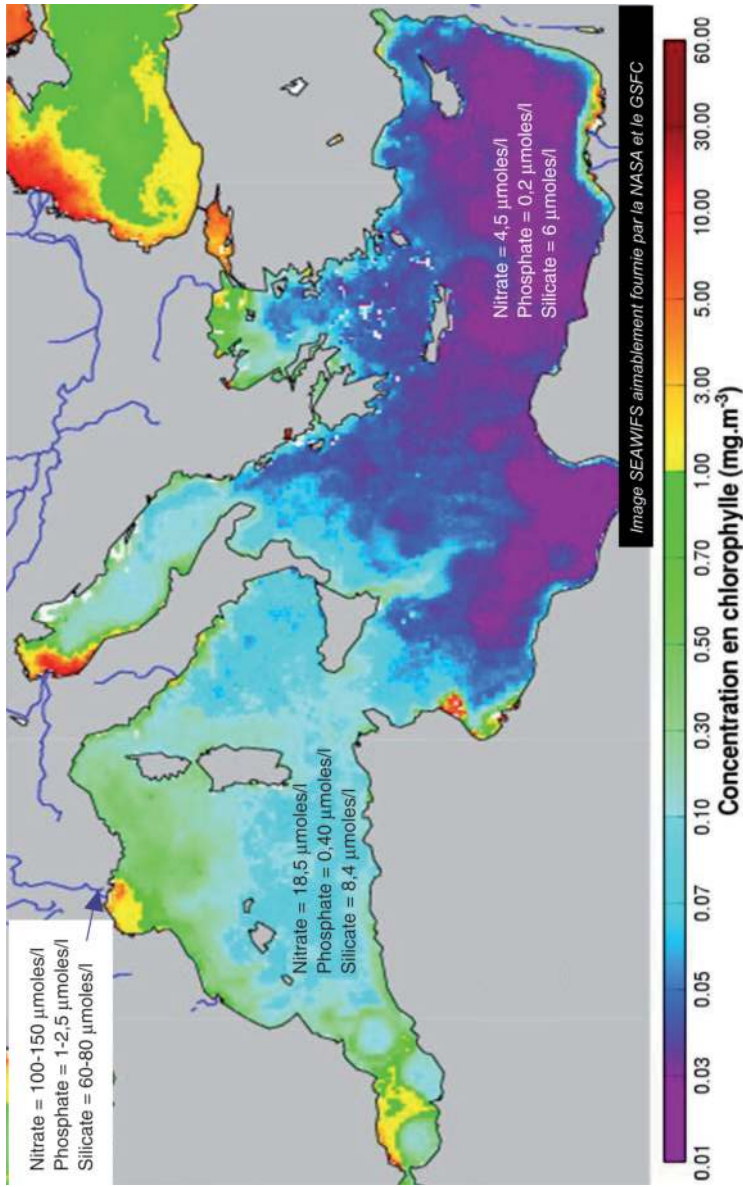 Nitrate = 100-150 µmoles/l
Phosphate = 1-2,5 µmoles/l
Silicate = 60-80 µmoles/l
Nitrate = 18,5 µmoles/l
Phosphate = 0,40 µmoles/l
Silicate = 8,4 µmoles/l
Nitrate = 4,5 µmoles/l
Phosphate = 0,2 µmoles/l
Silicate = 6 µmoles/l
Image SEAWIFS aimablement fournie par la NASA et le GSFC
0.01 0.03 0.05 0.07 0.10 0.30 0.50 0.70 1.00 3.00 5.00 10.00 30.00 60.00
Concentration en chlorophylle (mg.m⁻³)